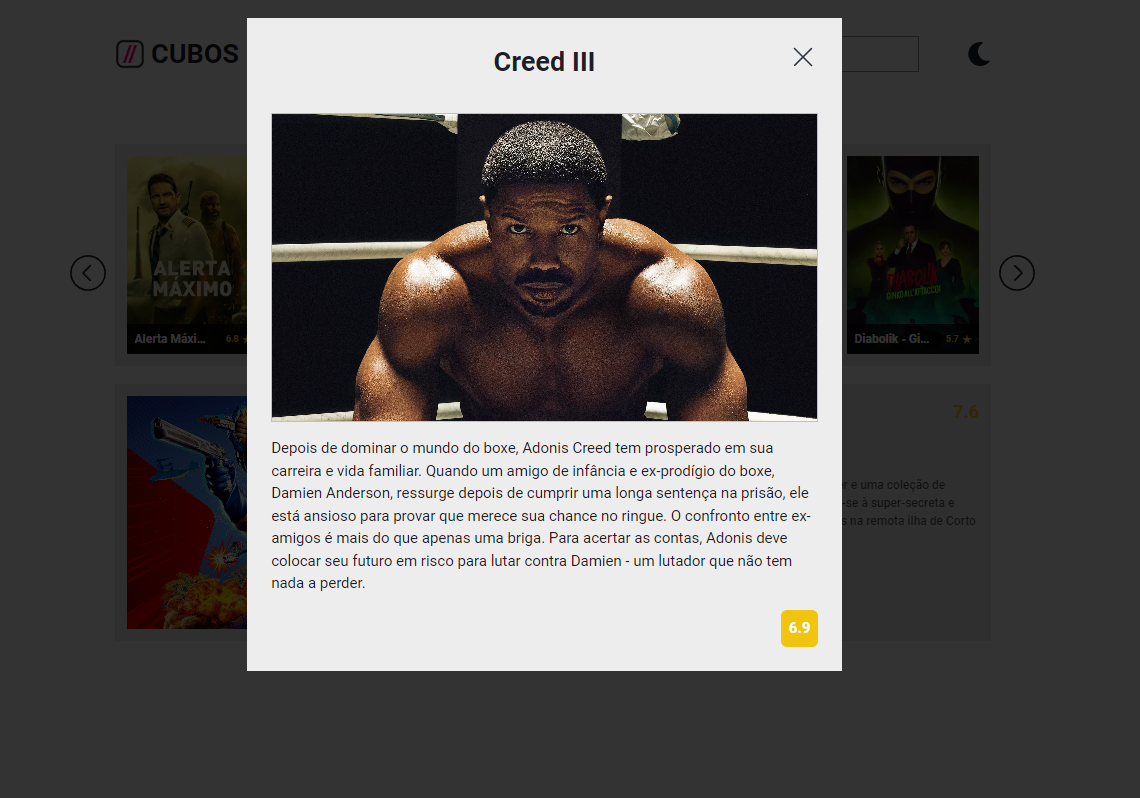 CUBOS
Creed III
ALERTA
MÁXIMO
Alerta Máxi... 6.8
DIABOLIK
GINKO ALL'ATTACCO!
Diabolik - Gi... 5.7
Depois de dominar o mundo do boxe, Adonis Creed tem prosperado em sua
carreira e vida familiar. Quando um amigo de infância e ex-prodígio do boxe,
Damien Anderson, ressurge depois de cumprir uma longa sentença na prisão, ele
está ansioso para provar que merece sua chance no ringue. O confronto entre ex-
amigos é mais do que apenas uma briga. Para acertar as contas, Adonis deve
colocar seu futuro em risco para lutar contra Damien - um lutador que não tem
nada a perder.
6.9
7.6
r e uma coleção de
-se à super-secreta e
s na remota ilha de Corto